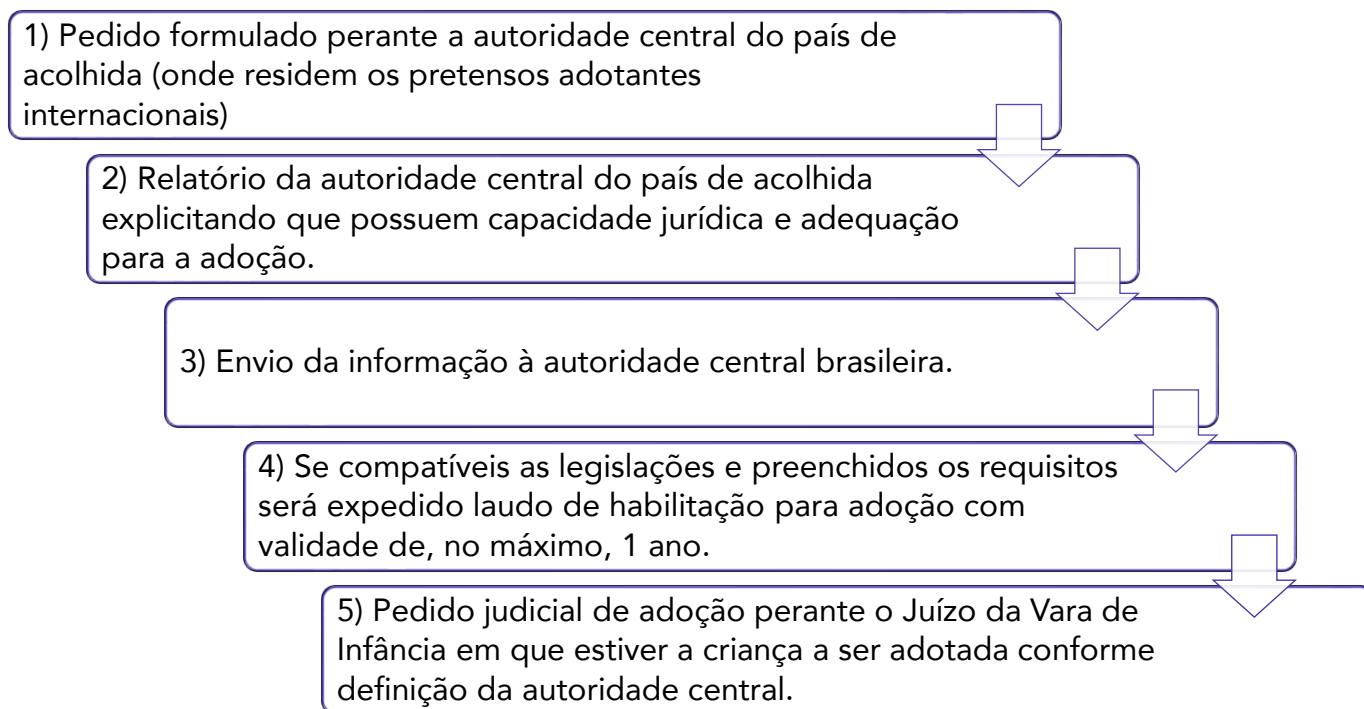 1) Pedido formulado perante a autoridade central do país de
acolhida (onde residem os pretensos adotantes
internacionais)
2) Relatório da autoridade central do país de acolhida
explicitando que possuem capacidade jurídica e adequação
para a adoção.
3) Envio da informação à autoridade central brasileira.
4) Se compatíveis as legislações e preenchidos os requisitos
será expedido laudo de habilitação para adoção com
validade de, no máximo, 1 ano.
5) Pedido judicial de adoção perante o Juízo da Vara de
Infância em que estiver a criança a ser adotada conforme
definição da autoridade central.